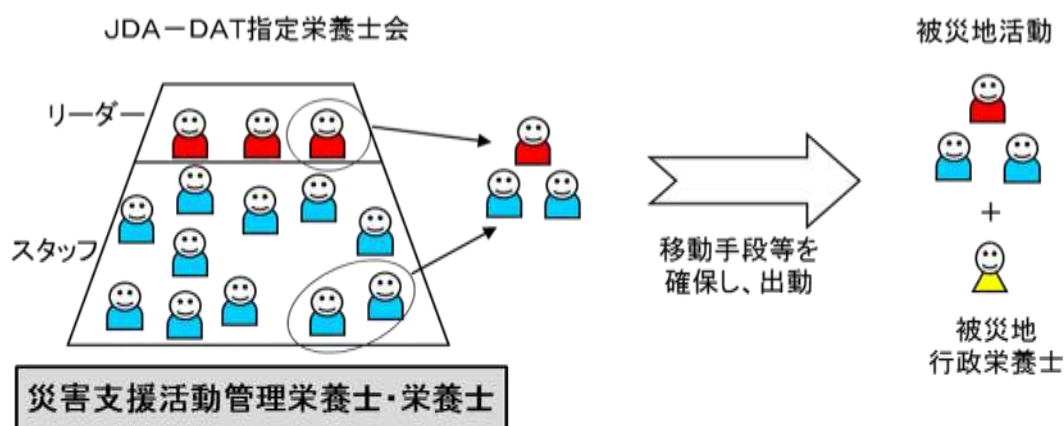 JDA－DAT指定栄養士会
リーダー
スタッフ
災害支援活動管理栄養士・栄養士
移動手段等を
確保し、出動
被災地活動
＋
被災地
行政栄養士